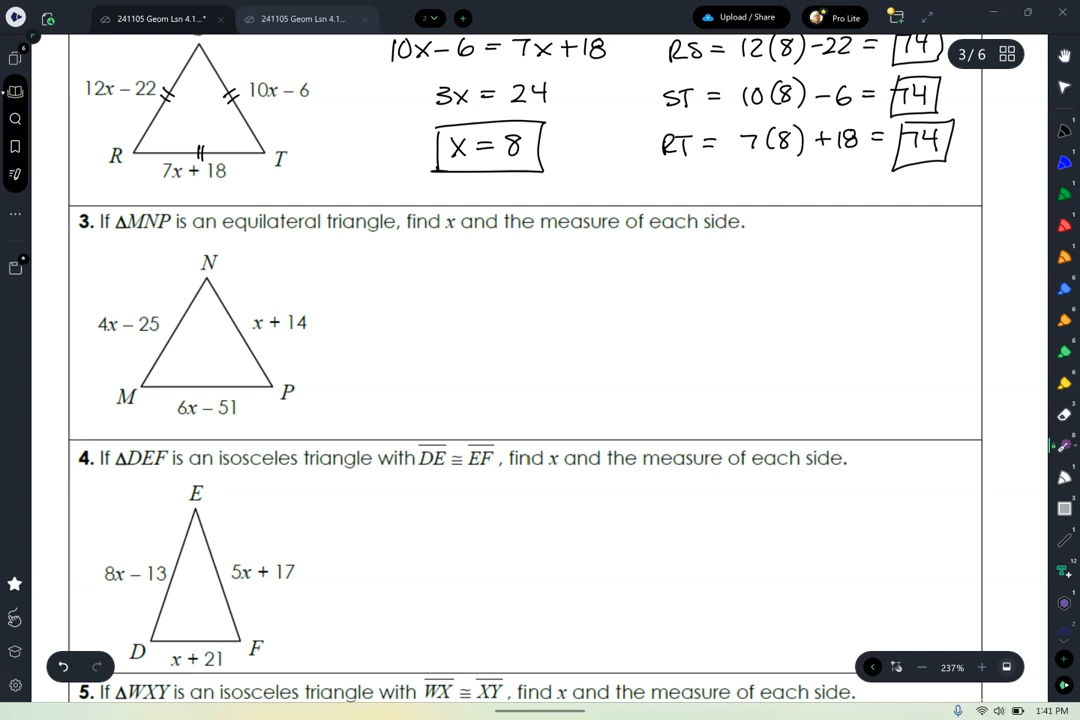 241105 Geom Lsn 4.1...*
241105 Geom Lsn 4.1...
2
Upload / Share
Pro Lite
3/6
12x – 22
10x – 6
R
T
7x + 18
10x – 6 = 7x + 18
3x = 24
x = 8
RS = 12(8) – 22 = 74
ST = 10(8) – 6 = 74
RT = 7(8) + 18 = 74
3. If ΔMNP is an equilateral triangle, find x and the measure of each side.
N
4x – 25
x + 14
M
P
6x – 51
4. If ΔDEF is an isosceles triangle with DE ≅ EF, find x and the measure of each side.
E
8x – 13
5x + 17
D
F
x + 21
237%
5. If ΔWXY is an isosceles triangle with WX ≅ XY, find x and the measure of each side.
1:41 PM